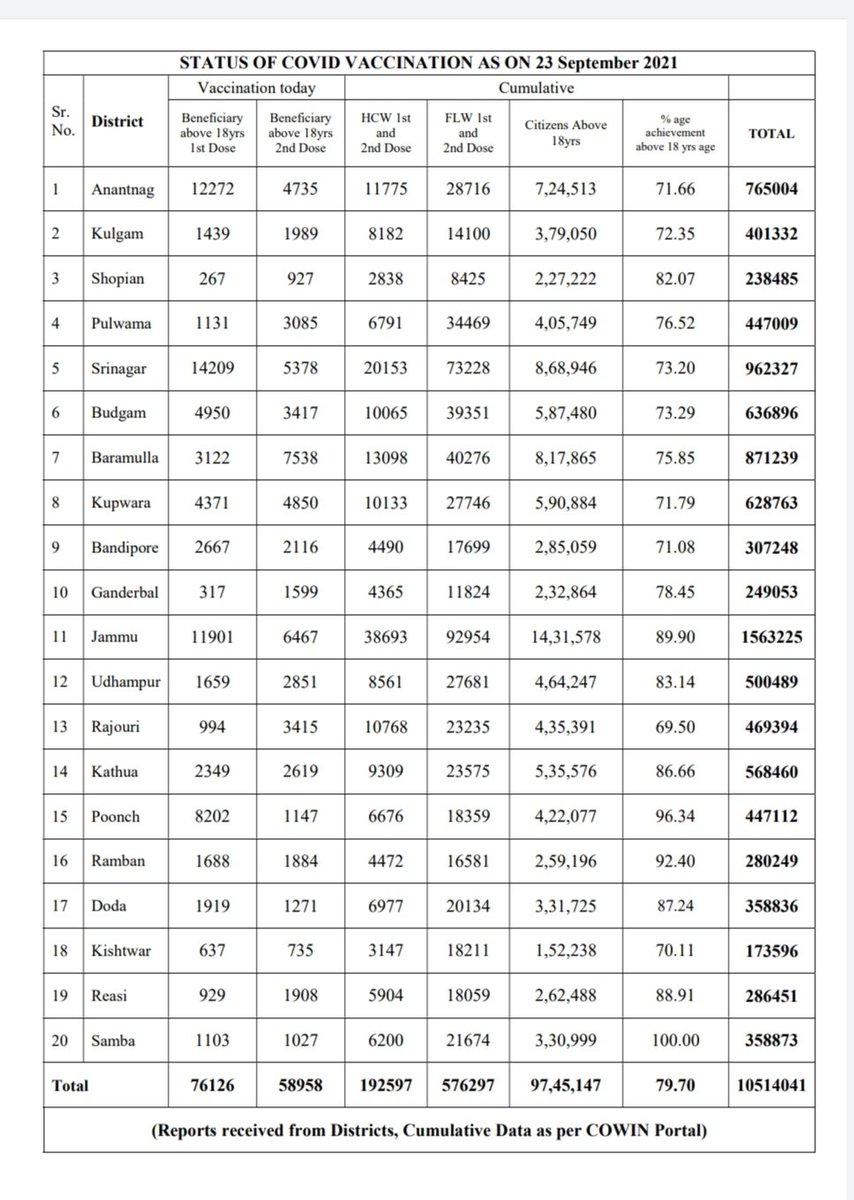 STATUS OF COVID VACCINATION AS ON 23 September 2021
Sr. No. District Vaccination today Cumulative
Beneficiary above 18yrs 1st Dose Beneficiary above 18yrs 2nd Dose HCW 1st and 2nd Dose FLW 1st and 2nd Dose Citizens Above 18yrs % age achievement above 18 yrs age TOTAL
1 Anantnag 12272 4735 11775 28716 7,24,513 71.66 765004
2 Kulgam 1439 1989 8182 14100 3,79,050 72.35 401332
3 Shopian 267 927 2838 8425 2,27,222 82.07 238485
4 Pulwama 1131 3085 6791 34469 4,05,749 76.52 447009
5 Srinagar 14209 5378 20153 73228 8,68,946 73.20 962327
6 Budgam 4950 3417 10065 39351 5,87,480 73.29 636896
7 Baramulla 3122 7538 13098 40276 8,17,865 75.85 871239
8 Kupwara 4371 4850 10133 27746 5,90,884 71.79 628763
9 Bandipore 2667 2116 4490 17699 2,85,059 71.08 307248
10 Ganderbal 317 1599 4365 11824 2,32,864 78.45 249053
11 Jammu 11901 6467 38693 92954 14,31,578 89.90 1563225
12 Udhampur 1659 2851 8561 27681 4,64,247 83.14 500489
13 Rajouri 994 3415 10768 23235 4,35,391 69.50 469394
14 Kathua 2349 2619 9309 23575 5,35,576 86.66 568460
15 Poonch 8202 1147 6676 18359 4,22,077 96.34 447112
16 Ramban 1688 1884 4472 16581 2,59,196 92.40 280249
17 Doda 1919 1271 6977 20134 3,31,725 87.24 358836
18 Kishtwar 637 735 3147 18211 1,52,238 70.11 173596
19 Reasi 929 1908 5904 18059 2,62,488 88.91 286451
20 Samba 1103 1027 6200 21674 3,30,999 100.00 358873
Total 76126 58958 192597 576297 97,45,147 79.70 10514041
(Reports received from Districts, Cumulative Data as per COWIN Portal)